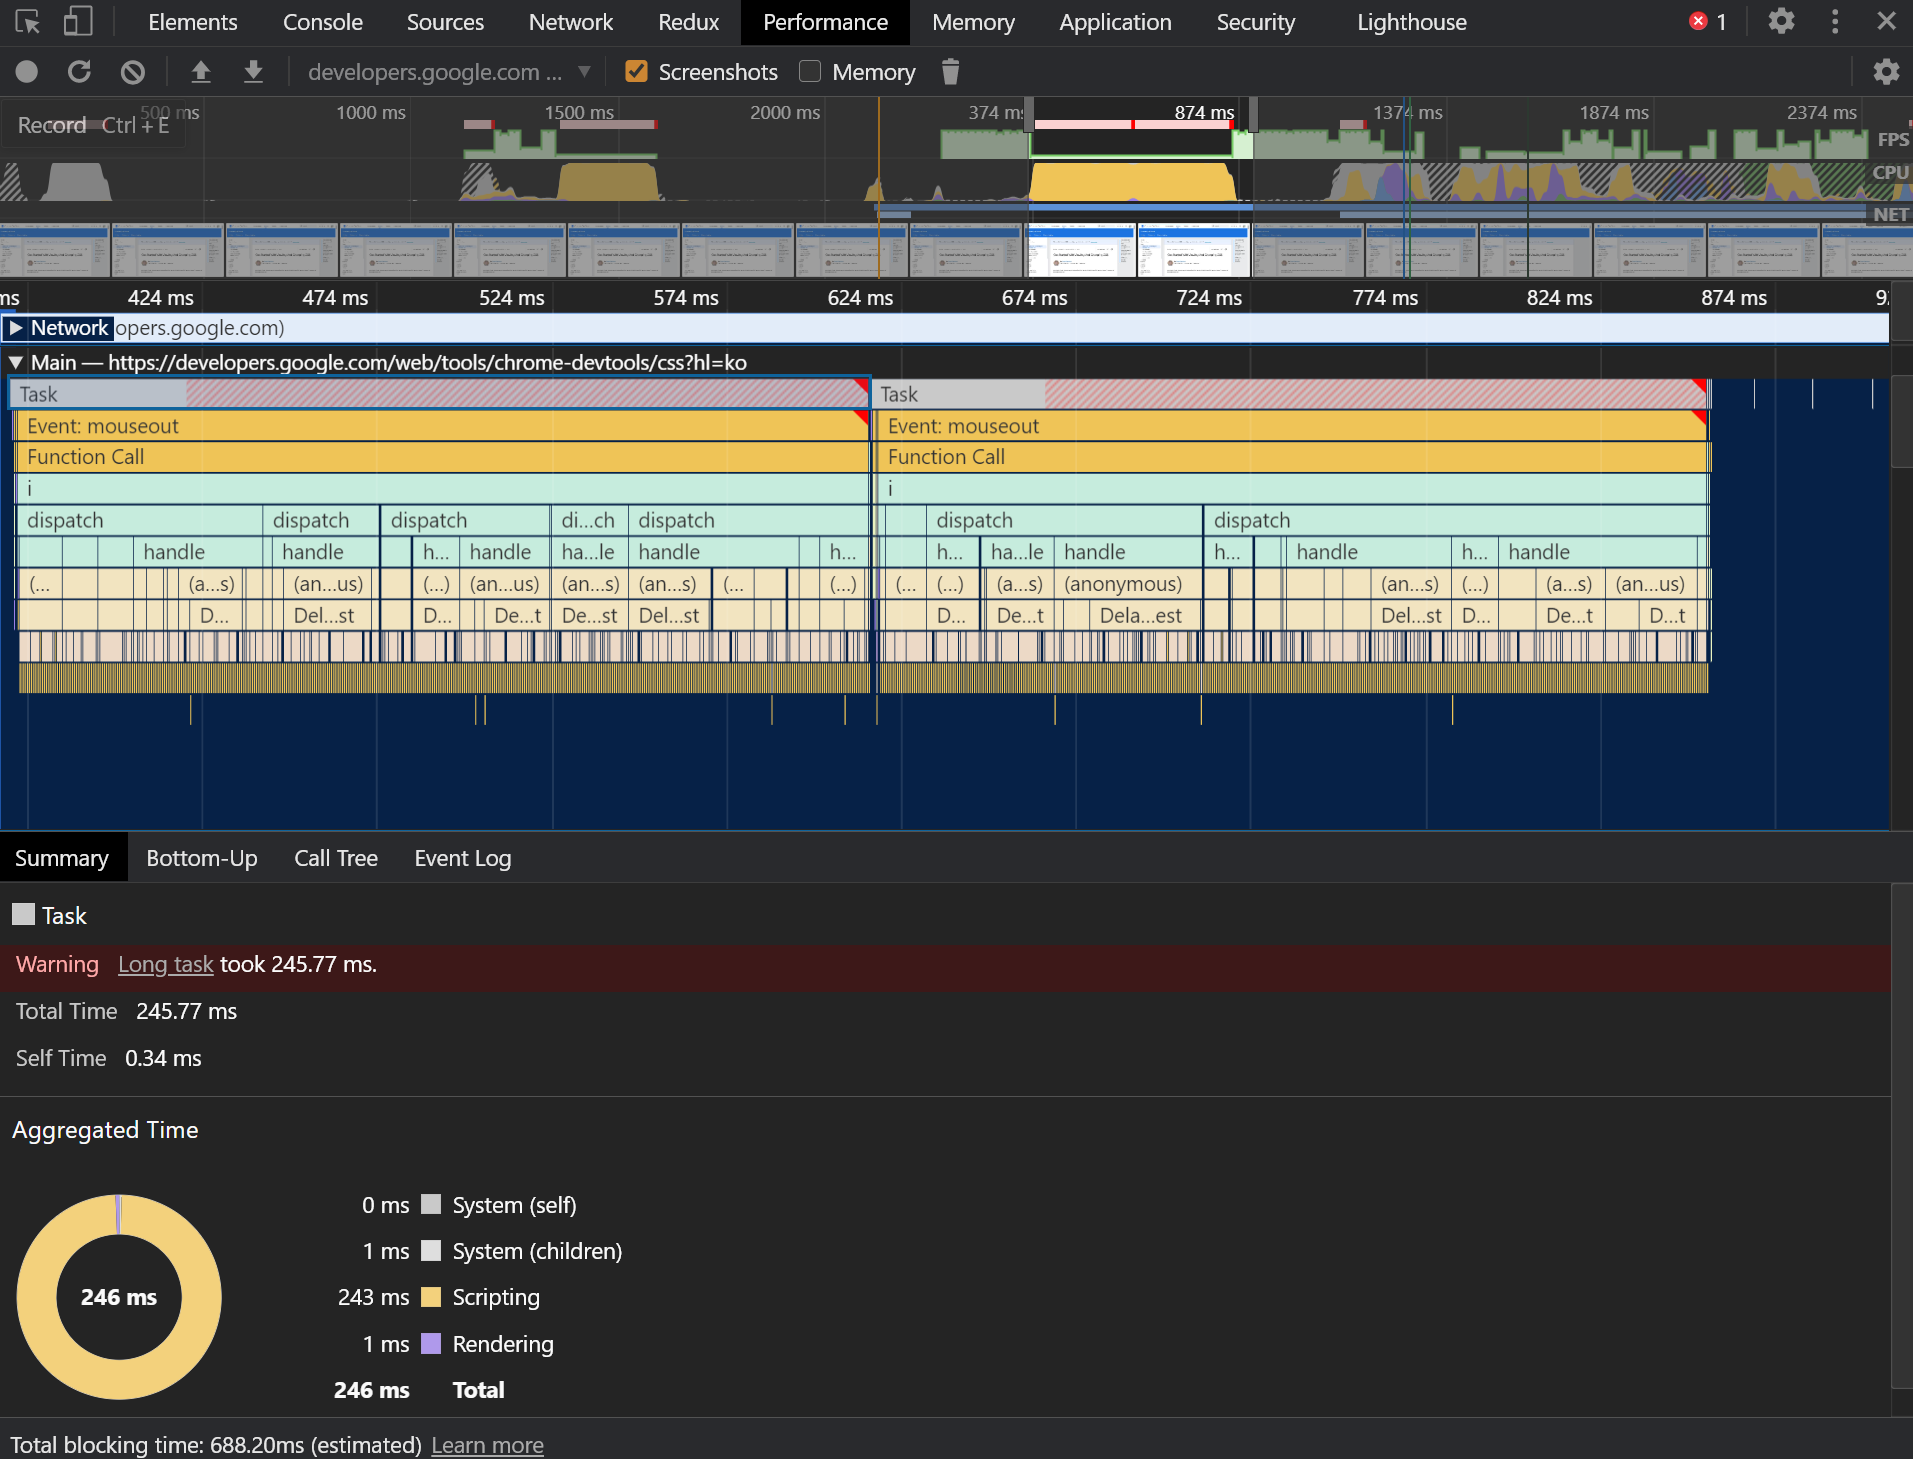 Elements Console Sources Network Redux Performance Memory Application Security Lighthouse 1
developers.google.com ... Screenshots Memory
500 ms 1000 ms 1500 ms 2000 ms 374 ms 874 ms 1374 ms 1874 ms 2374 ms
Record Ctrl + E
FPS
CPU
NET
ms 424 ms 474 ms 524 ms 574 ms 624 ms 674 ms 724 ms 774 ms 824 ms 874 ms
Network opers.google.com)
Main — https://developers.google.com/web/tools/chrome-devtools/css?hl=ko
Task Task
Event: mouseout Event: mouseout
Function Call Function Call
i i
dispatch dispatch dispatch di...ch dispatch dispatch dispatch
handle handle h... handle ha...le handle h... h... ha...le handle h... handle h... handle
(... (a...s) (an...us) (...) (an...us) (an...s) (an...s) (... (...) (... (...) (a...s) (anonymous) (an...s) (...) (a...s) (an...us)
D... Del...st D... De...t De...st Del...st D... De...t Dela...est Del...st D... De...t D...t
Summary Bottom-Up Call Tree Event Log
Task
Warning Long task took 245.77 ms.
Total Time 245.77 ms
Self Time 0.34 ms
Aggregated Time
246 ms
0 ms System (self)
1 ms System (children)
243 ms Scripting
1 ms Rendering
246 ms Total
Total blocking time: 688.20ms (estimated) Learn more